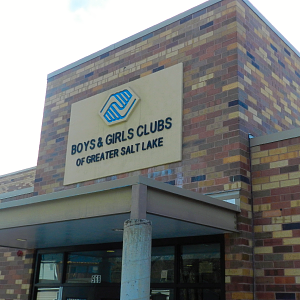 BOYS & GIRLS CLUBS
OF GREATER SALT LAKE